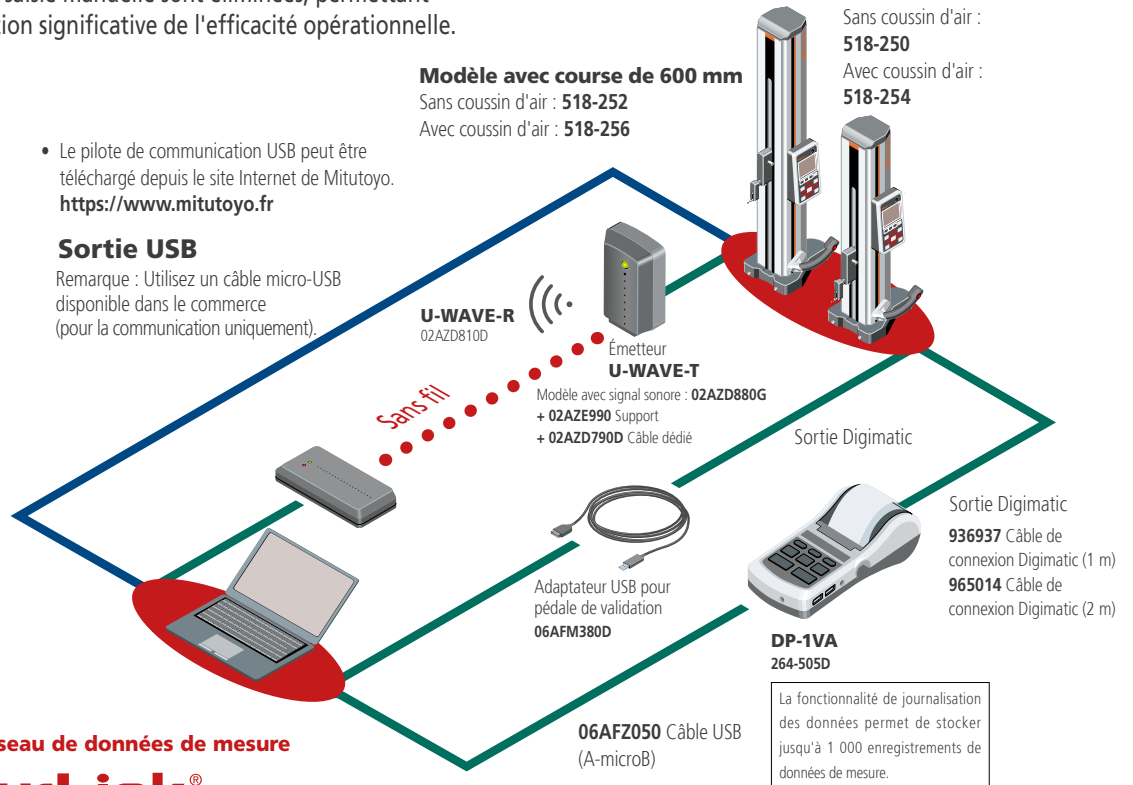 saisie manuelle sont éliminées, permettant
tion significative de l'efficacité opérationnelle.
Sans coussin d'air :
518-250
Avec coussin d'air :
518-254
Modèle avec course de 600 mm
Sans coussin d'air : 518-252
Avec coussin d'air : 518-256
• Le pilote de communication USB peut être
téléchargé depuis le site Internet de Mitutoyo.
https://www.mitutoyo.fr
Sortie USB
Remarque : Utilisez un câble micro-USB
disponible dans le commerce
(pour la communication uniquement).
U-WAVE-R
02AZD810D
Émetteur
U-WAVE-T
Modèle avec signal sonore : 02AZD880G
+ 02AZE990 Support
+ 02AZD790D Câble dédié
Sans fil
Sortie Digimatic
Sortie Digimatic
936937 Câble de
connexion Digimatic (1 m)
965014 Câble de
connexion Digimatic (2 m)
Adaptateur USB pour
pédale de validation
06AFM380D
DP-1VA
264-505D
La fonctionnalité de journalisation
des données permet de stocker
jusqu'à 1 000 enregistrements de
données de mesure.
06AFZ050 Câble USB
(A-microB)
seau de données de mesure